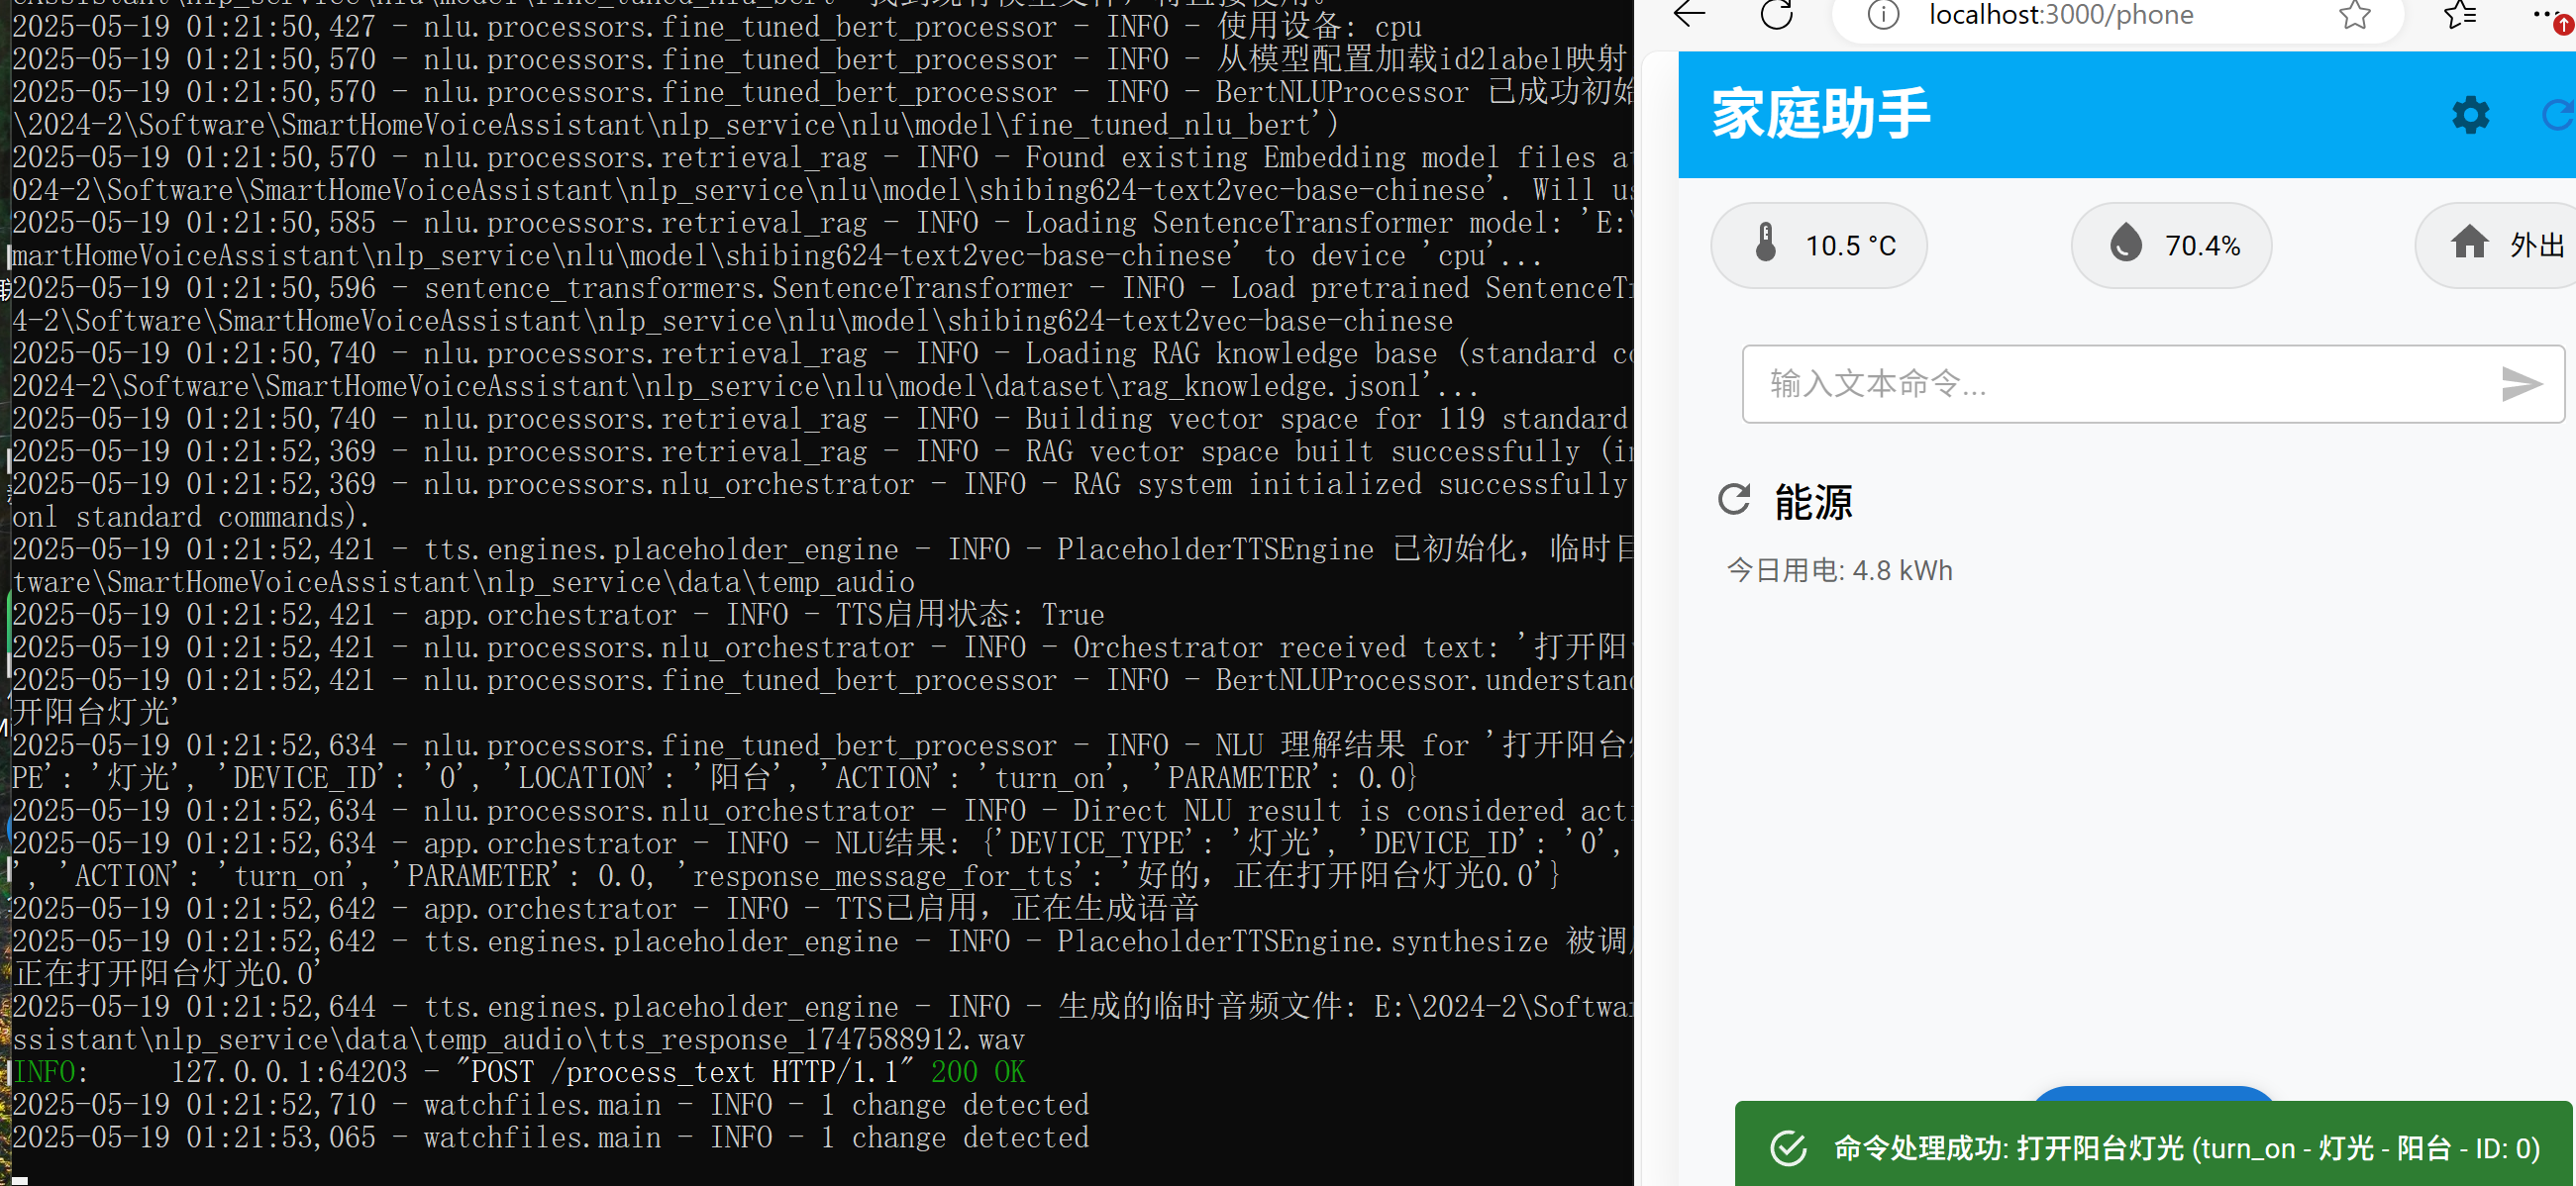 eAssistant\nlp_service\nlu\model\fine_tuned_nlu_bert' 找到现有模型文件，将直接使用。
2025-05-19 01:21:50,427 - nlu.processors.fine_tuned_bert_processor - INFO - 使用设备: cpu
2025-05-19 01:21:50,570 - nlu.processors.fine_tuned_bert_processor - INFO - 从模型配置加载id2label映射
2025-05-19 01:21:50,570 - nlu.processors.fine_tuned_bert_processor - INFO - BertNLUProcessor 已成功初始
\2024-2\Software\SmartHomeVoiceAssistant\nlp_service\nlu\model\fine_tuned_nlu_bert')
2025-05-19 01:21:50,570 - nlu.processors.retrieval_rag - INFO - Found existing Embedding model files at
024-2\Software\SmartHomeVoiceAssistant\nlp_service\nlu\model\shibing624-text2vec-base-chinese'. Will us
2025-05-19 01:21:50,585 - nlu.processors.retrieval_rag - INFO - Loading SentenceTransformer model: 'E:\
martHomeVoiceAssistant\nlp_service\nlu\model\shibing624-text2vec-base-chinese' to device 'cpu'...
2025-05-19 01:21:50,596 - sentence_transformers.SentenceTransformer - INFO - Load pretrained SentenceTr
4-2\Software\SmartHomeVoiceAssistant\nlp_service\nlu\model\shibing624-text2vec-base-chinese
2025-05-19 01:21:50,740 - nlu.processors.retrieval_rag - INFO - Loading RAG knowledge base (standard co
2024-2\Software\SmartHomeVoiceAssistant\nlp_service\nlu\model\dataset\rag_knowledge.jsonl'...
2025-05-19 01:21:50,740 - nlu.processors.retrieval_rag - INFO - Building vector space for 119 standard
2025-05-19 01:21:52,369 - nlu.processors.retrieval_rag - INFO - RAG vector space built successfully (in
2025-05-19 01:21:52,369 - nlu.processors.nlu_orchestrator - INFO - RAG system initialized successfully
onl standard commands).
2025-05-19 01:21:52,421 - tts.engines.placeholder_engine - INFO - PlaceholderTTSEngine 已初始化，临时目
tware\SmartHomeVoiceAssistant\nlp_service\data\temp_audio
2025-05-19 01:21:52,421 - app.orchestrator - INFO - TTS启用状态: True
2025-05-19 01:21:52,421 - nlu.processors.nlu_orchestrator - INFO - Orchestrator received text: '打开阳
2025-05-19 01:21:52,421 - nlu.processors.fine_tuned_bert_processor - INFO - BertNLUProcessor.understand
开阳台灯光'
2025-05-19 01:21:52,634 - nlu.processors.fine_tuned_bert_processor - INFO - NLU 理解结果 for '打开阳台
PE': '灯光', 'DEVICE_ID': '0', 'LOCATION': '阳台', 'ACTION': 'turn_on', 'PARAMETER': 0.0}
2025-05-19 01:21:52,634 - nlu.processors.nlu_orchestrator - INFO - Direct NLU result is considered acti
2025-05-19 01:21:52,634 - app.orchestrator - INFO - NLU结果: {'DEVICE_TYPE': '灯光', 'DEVICE_ID': '0',
', 'ACTION': 'turn_on', 'PARAMETER': 0.0, 'response_message_for_tts': '好的，正在打开阳台灯光0.0'}
2025-05-19 01:21:52,642 - app.orchestrator - INFO - TTS已启用，正在生成语音
2025-05-19 01:21:52,642 - tts.engines.placeholder_engine - INFO - PlaceholderTTSEngine.synthesize 被调
正在打开阳台灯光0.0'
2025-05-19 01:21:52,644 - tts.engines.placeholder_engine - INFO - 生成的临时音频文件: E:\2024-2\Softwar
ssistant\nlp_service\data\temp_audio\tts_response_1747588912.wav
INFO: 127.0.0.1:64203 - "POST /process_text HTTP/1.1" 200 OK
2025-05-19 01:21:52,710 - watchfiles.main - INFO - 1 change detected
2025-05-19 01:21:53,065 - watchfiles.main - INFO - 1 change detected
localhost:3000/phone
家庭助手
10.5 °C
70.4%
外出
输入文本命令...
能源
今日用电: 4.8 kWh
命令处理成功: 打开阳台灯光 (turn_on - 灯光 - 阳台 - ID: 0)